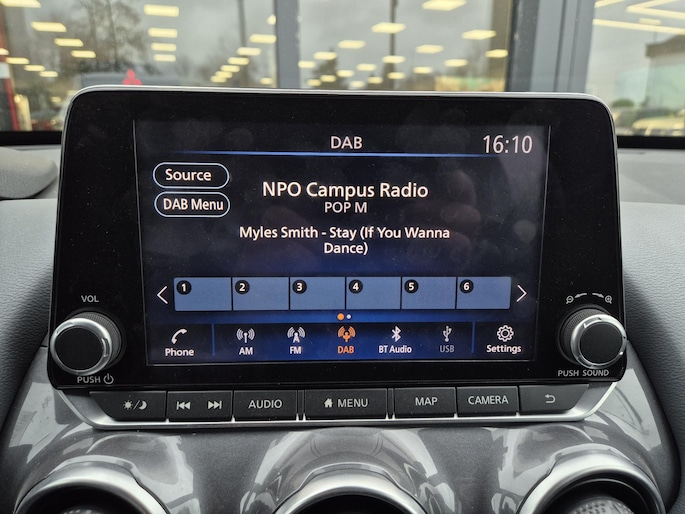 DAB
16:10
Source
NPO Campus Radio
POP M
DAB Menu
Myles Smith - Stay (If You Wanna
Dance)
1 2 3 4 5 6
VOL
PUSH
Phone AM FM DAB BT Audio USB Settings
PUSH SOUND
AUDIO MENU MAP CAMERA